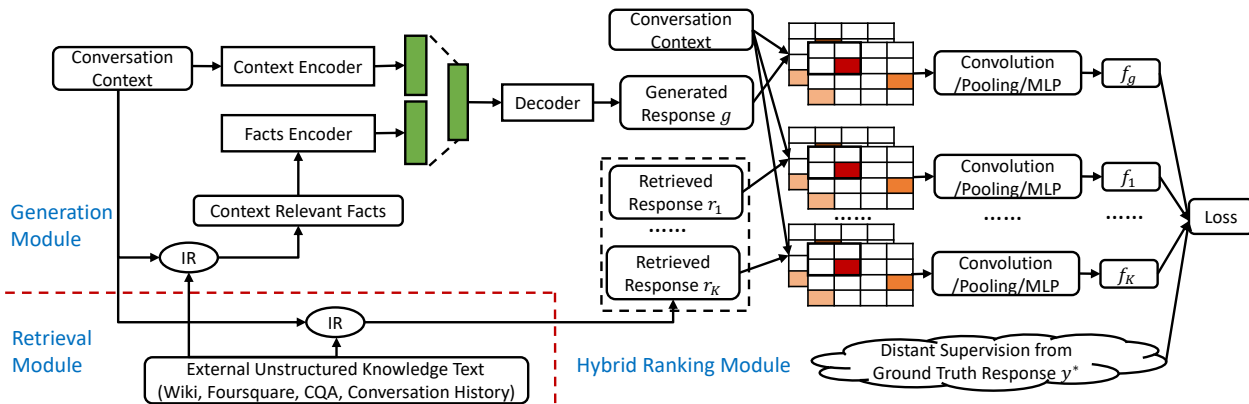 Conversation
Context
Context Encoder
Facts Encoder
Context Relevant Facts
IR
Generation
Module
Decoder
Generated
Response g
Conversation
Context
Retrieved
Response r₁
......
Retrieved
Response r_K
Convolution
/Pooling/MLP
f_g
Convolution
/Pooling/MLP
f₁
......
......
......
Convolution
/Pooling/MLP
f_K
Loss
Retrieval
Module
IR
External Unstructured Knowledge Text
(Wiki, Foursquare, CQA, Conversation History)
Hybrid Ranking Module
Distant Supervision from
Ground Truth Response y*